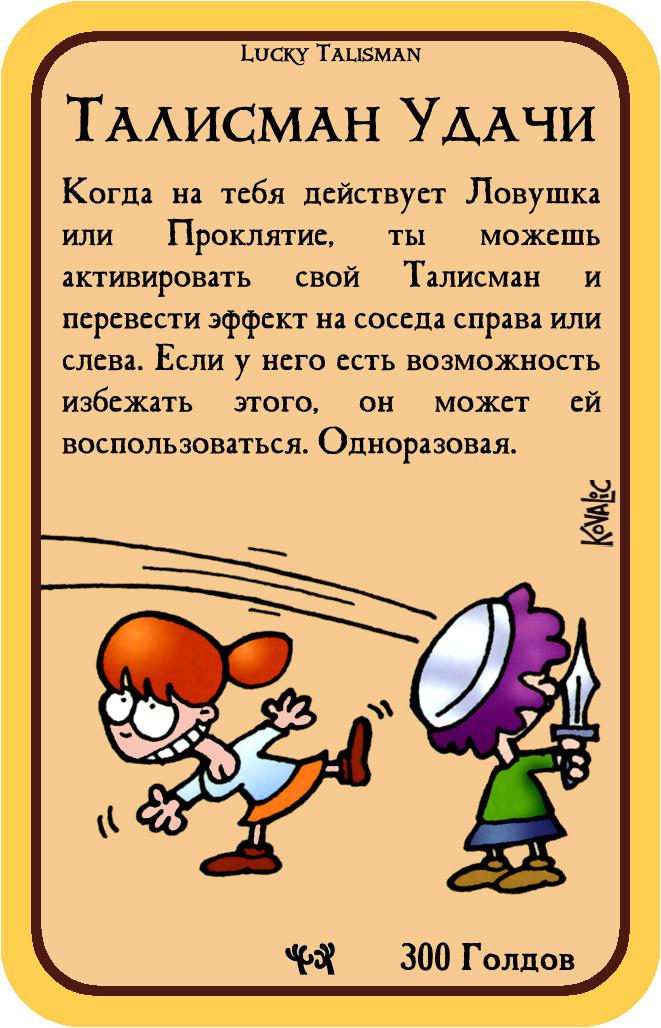 Lucky Talisman
Талисман Удачи
Когда на тебя действует Ловушка
или Проклятие, ты можешь
активировать свой Талисман и
перевести эффект на соседа справа или
слева. Если у него есть возможность
избежать этого, он может ей
воспользоваться. Одноразовая.
Kovalic
300 Голдов